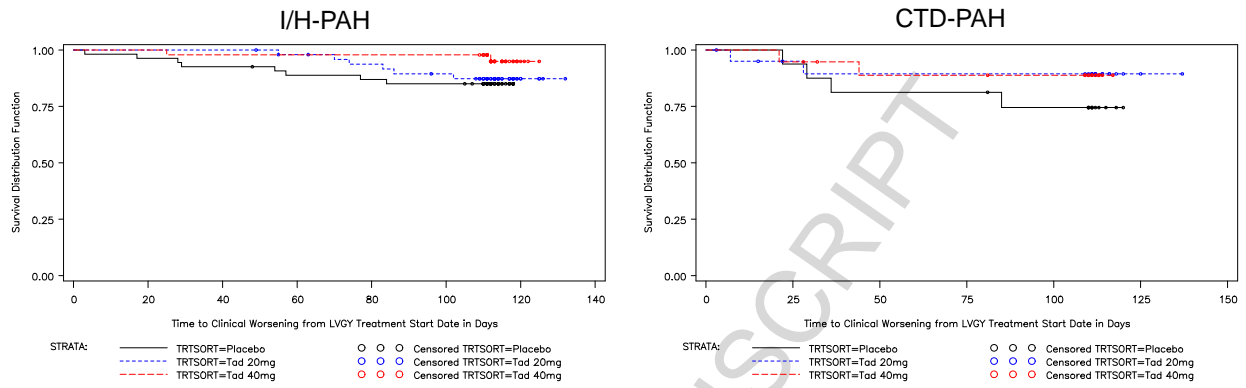 I/H-PAH
1.00
0.75
0.50
0.25
0.00
Survival Distribution Function
0 20 40 60 80 100 120 140
Time to Clinical Worsening from LVGY Treatment Start Date in Days
STRATA: TRTSORT=Placebo Censored TRTSORT=Placebo
TRTSORT=Tad 20mg Censored TRTSORT=Tad 20mg
TRTSORT=Tad 40mg Censored TRTSORT=Tad 40mg
CTD-PAH
1.00
0.75
0.50
0.25
0.00
Survival Distribution Function
0 25 50 75 100 125 150
Time to Clinical Worsening from LVGY Treatment Start Date in Days
STRATA: TRTSORT=Placebo Censored TRTSORT=Placebo
TRTSORT=Tad 20mg Censored TRTSORT=Tad 20mg
TRTSORT=Tad 40mg Censored TRTSORT=Tad 40mg